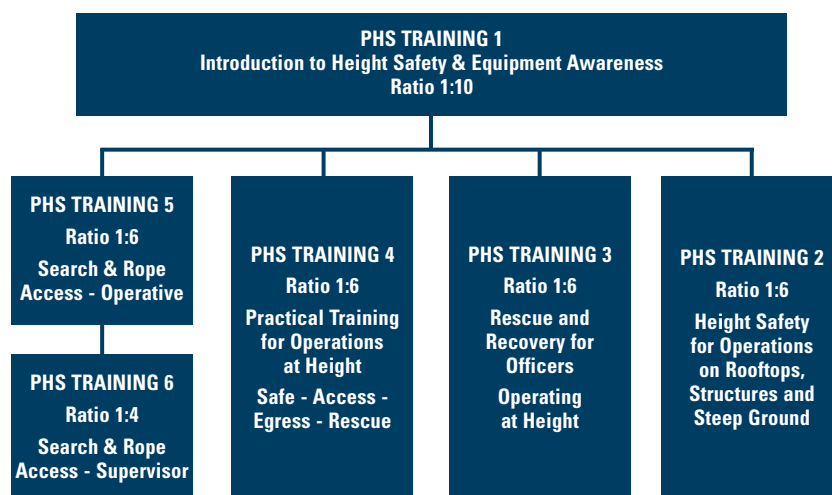 PHS TRAINING 1
Introduction to Height Safety & Equipment Awareness
Ratio 1:10
PHS TRAINING 5
Ratio 1:6
Search & Rope
Access - Operative
PHS TRAINING 6
Ratio 1:4
Search & Rope
Access - Supervisor
PHS TRAINING 4
Ratio 1:6
Practical Training
for Operations
at Height
Safe - Access -
Egress - Rescue
PHS TRAINING 3
Ratio 1:6
Rescue and
Recovery for
Officers
Operating
at Height
PHS TRAINING 2
Ratio 1:6
Height Safety
for Operations
on Rooftops,
Structures and
Steep Ground